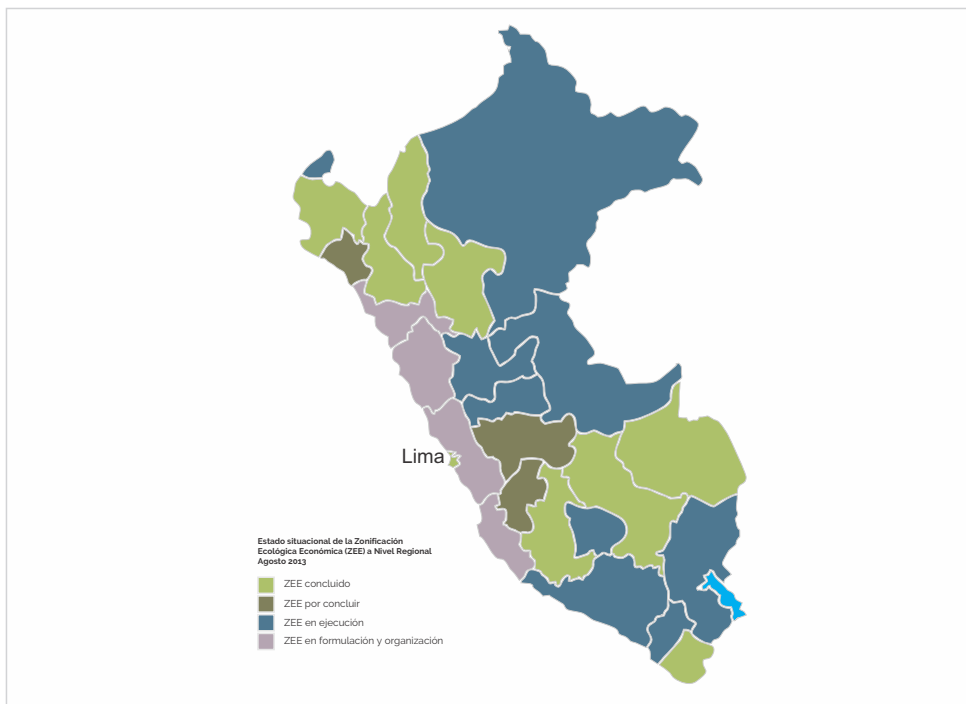 Lima
Estado situacional de la Zonificación
Ecológica Económica (ZEE) a Nivel Regional
Agosto 2013
ZEE concluído
ZEE por concluir
ZEE en ejecución
ZEE en formulación y organización